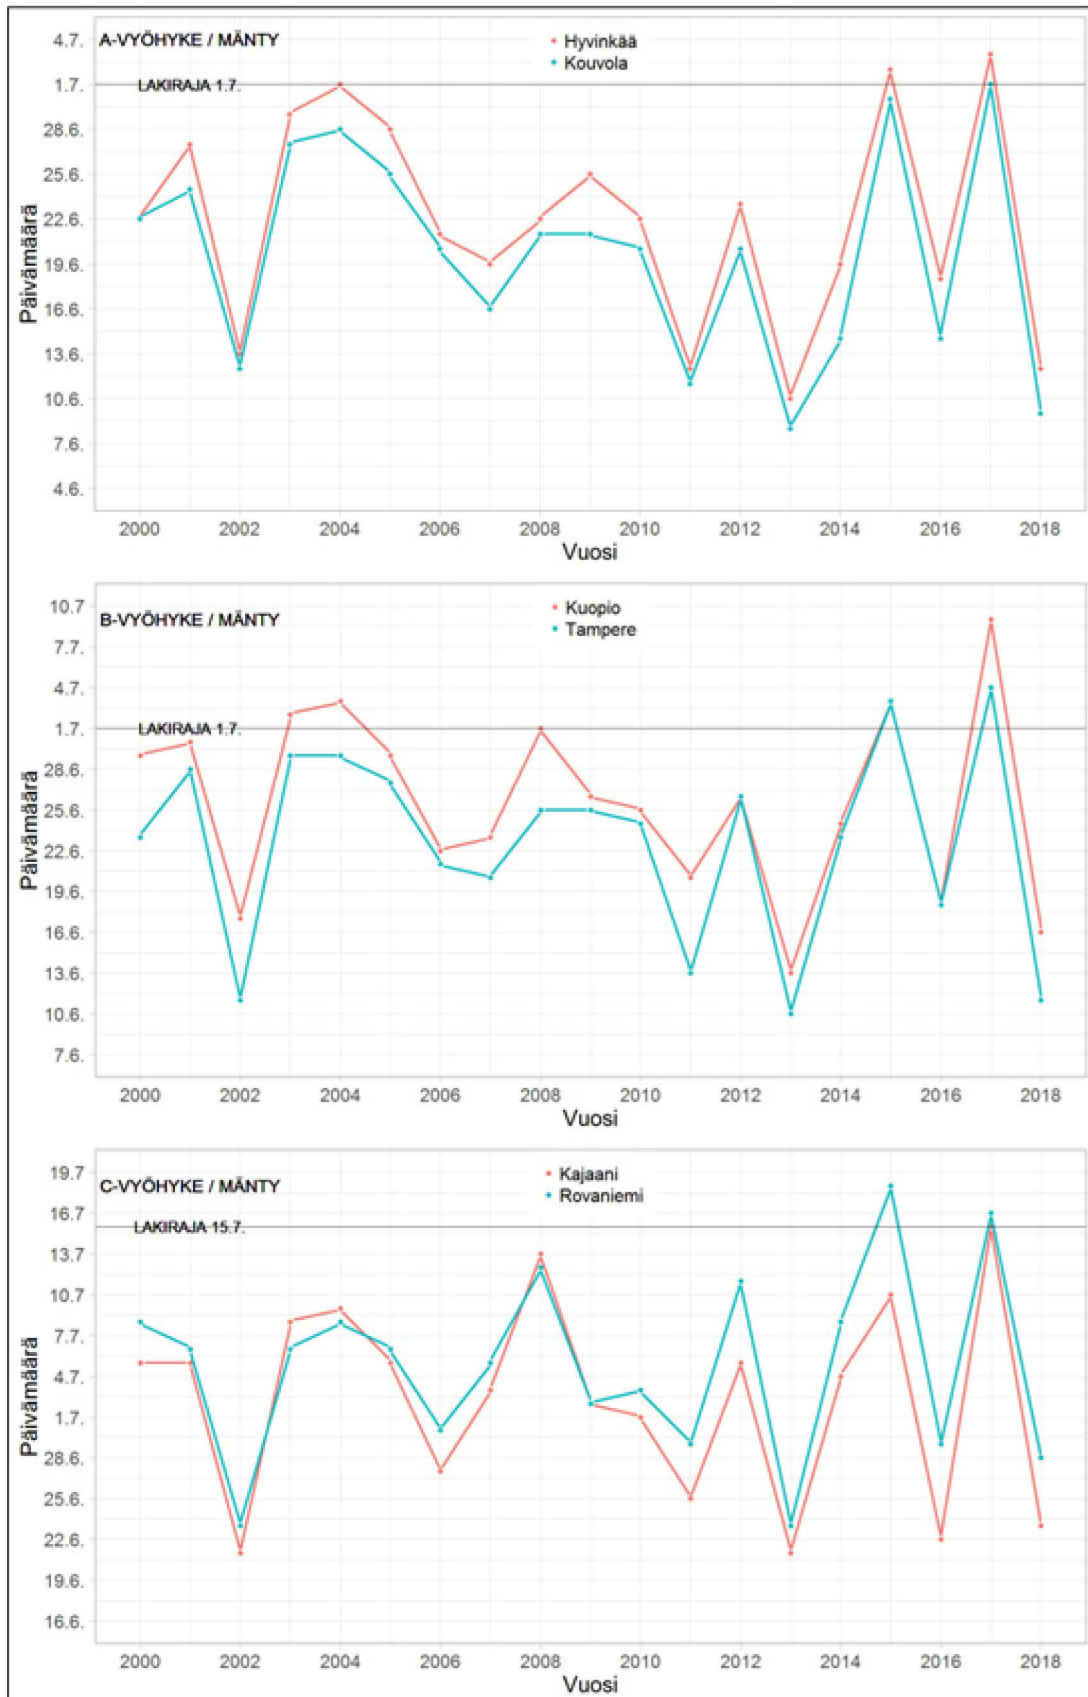 A-VYÖHYKE / MÄNTY
Hyvinkää
Kouvola
LAKIRAJA 1.7.
Päivämäärä
4.7.
1.7.
28.6.
25.6.
22.6.
19.6.
16.6.
13.6.
10.6.
7.6.
4.6.
2000 2002 2004 2006 2008 2010 2012 2014 2016 2018
Vuosi
B-VYÖHYKE / MÄNTY
Kuopio
Tampere
LAKIRAJA 1.7.
Päivämäärä
10.7
7.7.
4.7.
1.7.
28.6.
25.6.
22.6.
19.6.
16.6.
13.6.
10.6.
7.6.
2000 2002 2004 2006 2008 2010 2012 2014 2016 2018
Vuosi
C-VYÖHYKE / MÄNTY
Kajaani
Rovaniemi
LAKIRAJA 15.7.
Päivämäärä
19.7
16.7
13.7
10.7
7.7.
4.7.
1.7.
28.6.
25.6.
22.6.
19.6.
16.6.
2000 2002 2004 2006 2008 2010 2012 2014 2016 2018
Vuosi